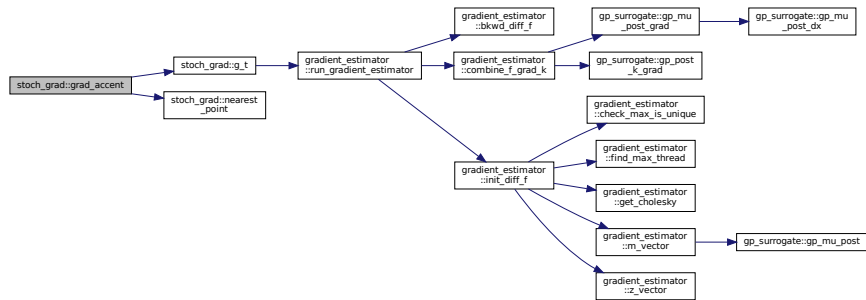 stoch_grad::grad_accent
stoch_grad::g_t
stoch_grad::nearest
_point
gradient_estimator
::run_gradient_estimator
gradient_estimator
::bkwd_diff_f
gradient_estimator
::combine_f_grad_k
gp_surrogate::gp_mu
_post_grad
gp_surrogate::gp_mu
_post_dx
gp_surrogate::gp_post
_k_grad
gradient_estimator
::init_diff_f
gradient_estimator
::check_max_is_unique
gradient_estimator
::find_max_thread
gradient_estimator
::get_cholesky
gradient_estimator
::m_vector
gp_surrogate::gp_mu_post
gradient_estimator
::z_vector